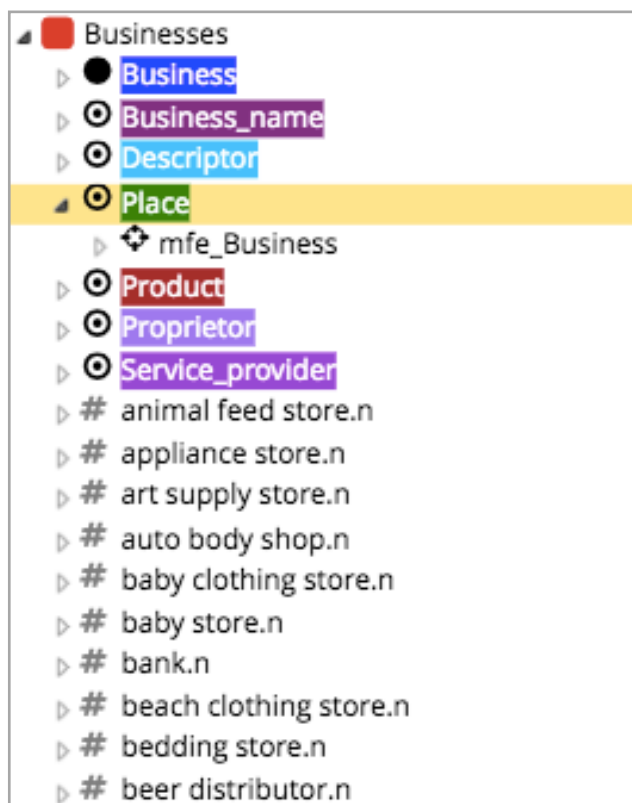 Businesses
Business
Business_name
Descriptor
Place
mfe_Business
Product
Proprietor
Service_provider
# animal feed store.n
# appliance store.n
# art supply store.n
# auto body shop.n
# baby clothing store.n
# baby store.n
# bank.n
# beach clothing store.n
# bedding store.n
# beer distributor.n